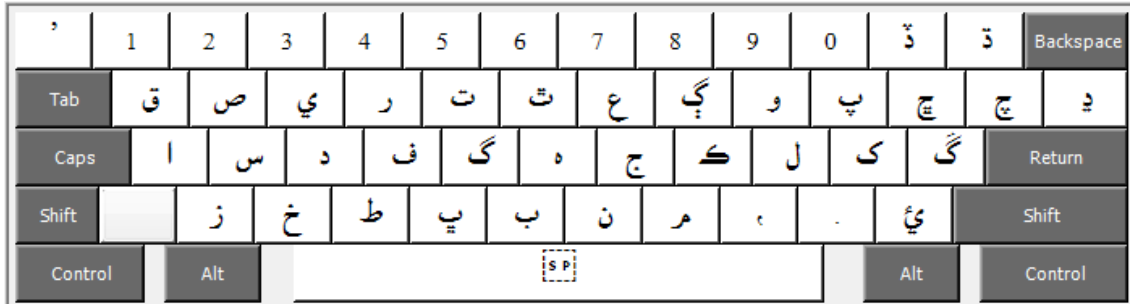 ’ 1 2 3 4 5 6 7 8 9 0 ڏ ڌ Backspace
Tab ق ص ي ر ت ٿ ع ڳ و پ ڇ چ ڍ
Caps ا س د ف گ ه ج ڪ ل ک ڱ Return
Shift ز خ ط ڀ ب ن م ، . ئ Shift
Control Alt SP Alt Control